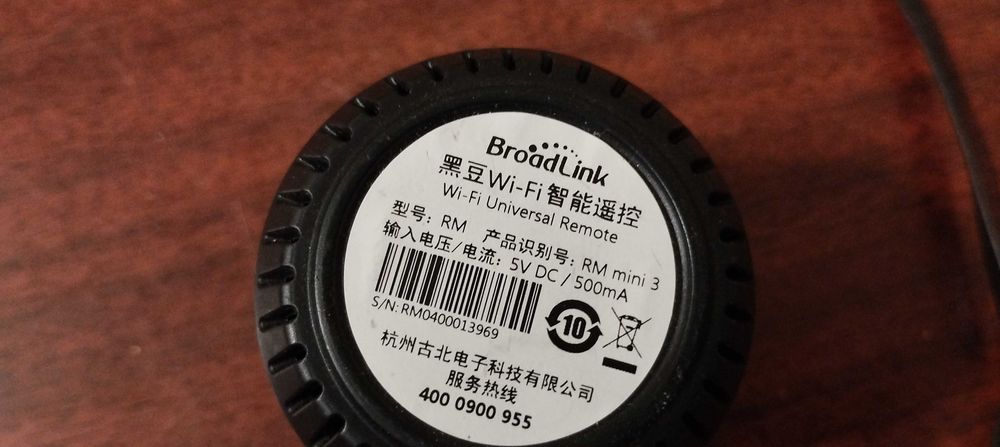 BroadLink
黑豆Wi-Fi智能遥控
Wi-Fi Universal Remote
型号: RM 产品识别号: RM mini 3
输入电压/电流: 5V DC / 500mA
S/N: RM0400013969
10
杭州古北电子科技有限公司
服务热线
400 0900 955